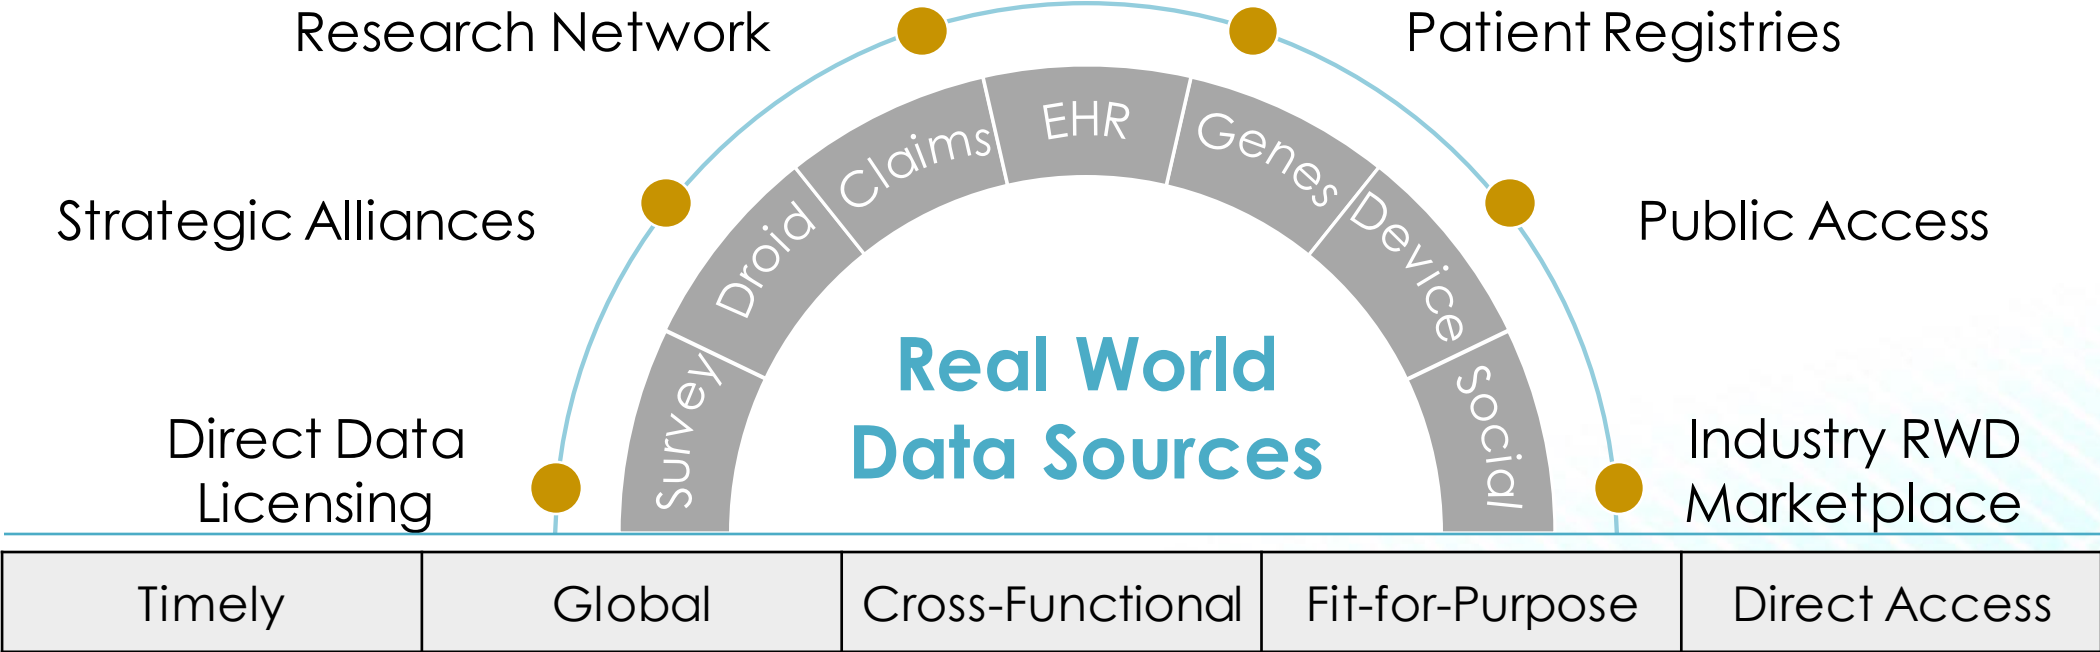 Research Network
Patient Registries
Strategic Alliances
Public Access
Direct Data
Licensing
Industry RWD
Marketplace
Survey
Droid
Claims
EHR
Genes
Device
Social
Real World
Data Sources
Timely
Global
Cross-Functional
Fit-for-Purpose
Direct Access